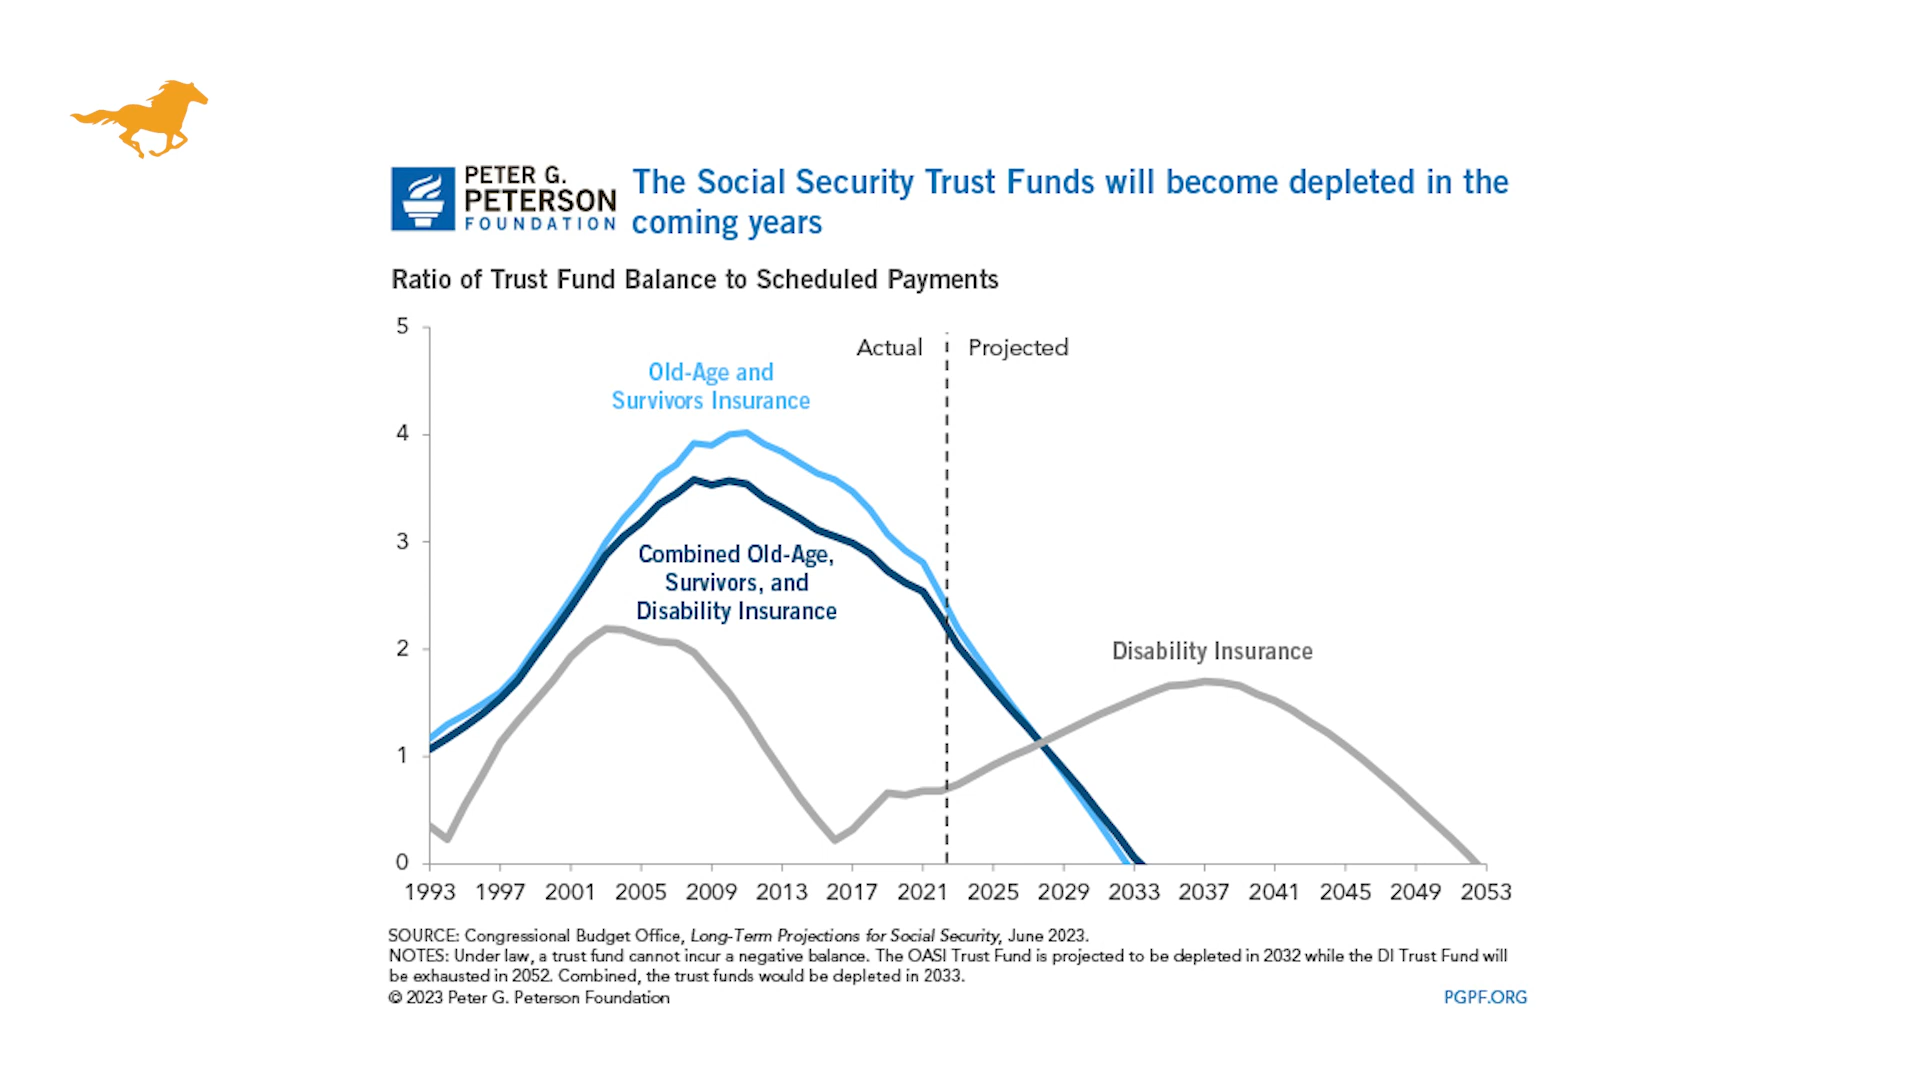 PETER G.
PETERSON
FOUNDATION
The Social Security Trust Funds will become depleted in the
coming years
Ratio of Trust Fund Balance to Scheduled Payments
5
4
3
2
1
0
Actual
Projected
Old-Age and
Survivors Insurance
Combined Old-Age,
Survivors, and
Disability Insurance
Disability Insurance
1993 1997 2001 2005 2009 2013 2017 2021 2025 2029 2033 2037 2041 2045 2049 2053
SOURCE: Congressional Budget Office, Long-Term Projections for Social Security, June 2023.
NOTES: Under law, a trust fund cannot incur a negative balance. The OASI Trust Fund is projected to be depleted in 2032 while the DI Trust Fund will
be exhausted in 2052. Combined, the trust funds would be depleted in 2033.
© 2023 Peter G. Peterson Foundation
PGPF.ORG